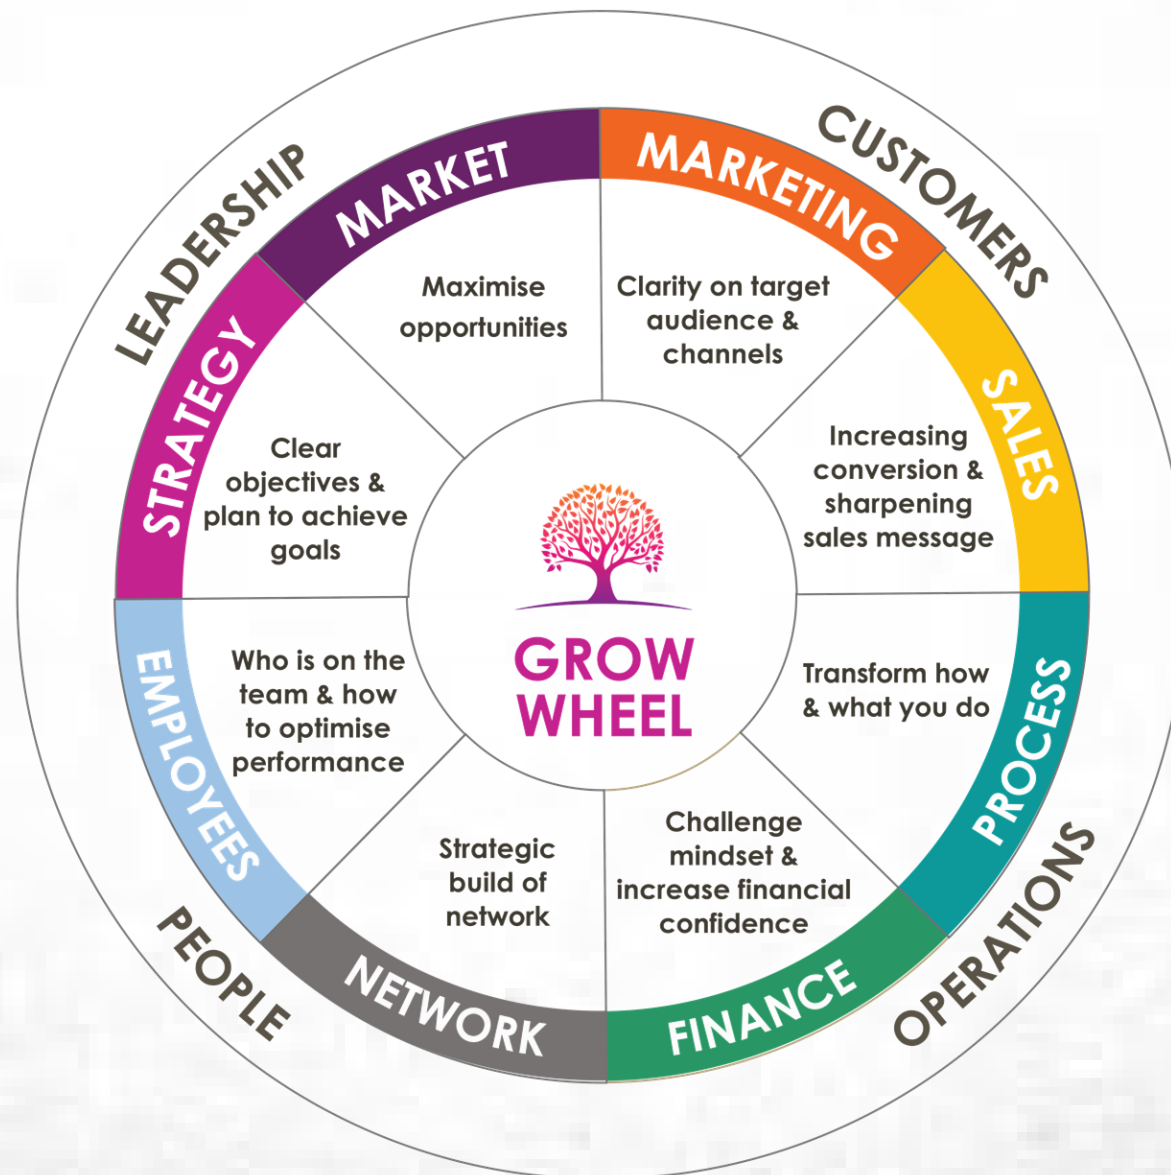 LEADERSHIP
CUSTOMERS
MARKET
MARKETING
STRATEGY
SALES
Maximise
opportunities
Clarity on target
audience &
channels
Clear
objectives &
plan to achieve
goals
Increasing
conversion &
sharpening
sales message
GROW
WHEEL
EMPLOYEES
Who is on the
team & how
to optimise
performance
Transform how
& what you do
PROCESS
Strategic
build of
network
Challenge
mindset &
increase financial
confidence
NETWORK
FINANCE
PEOPLE
OPERATIONS